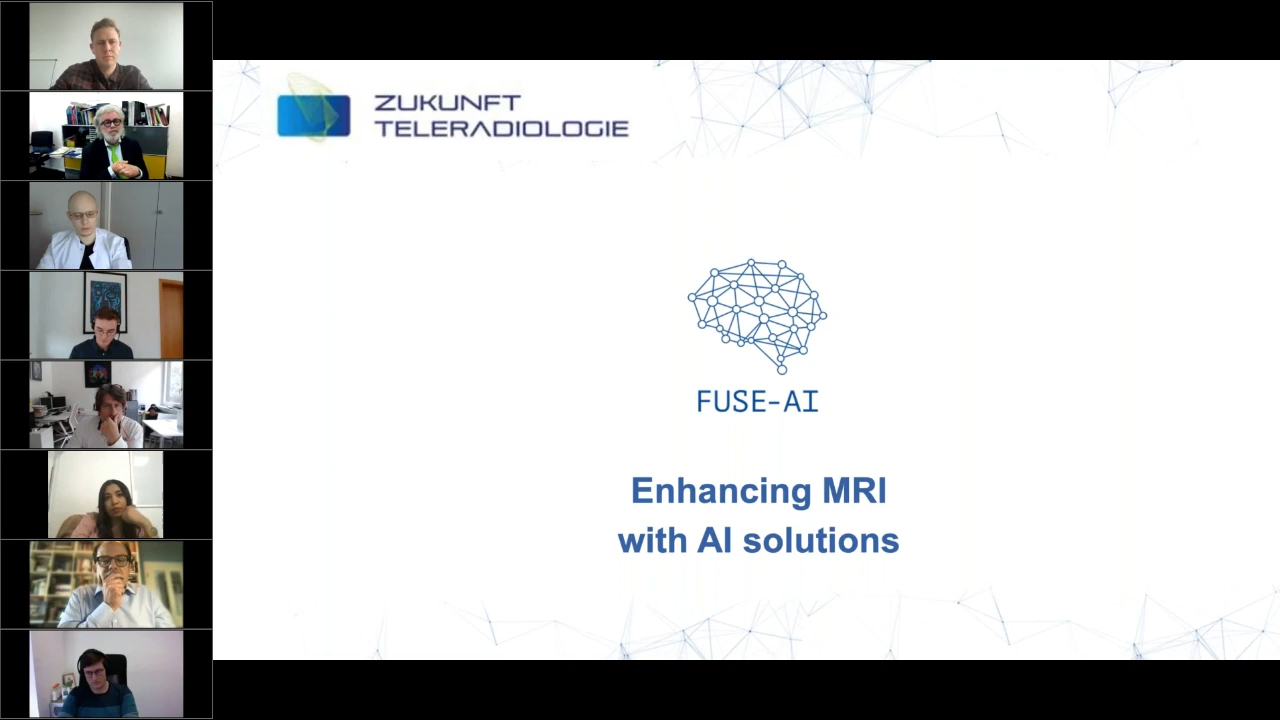 ZUKUNFT
TELERADIOLOGIE
FUSE-AI
Enhancing MRI
with AI solutions